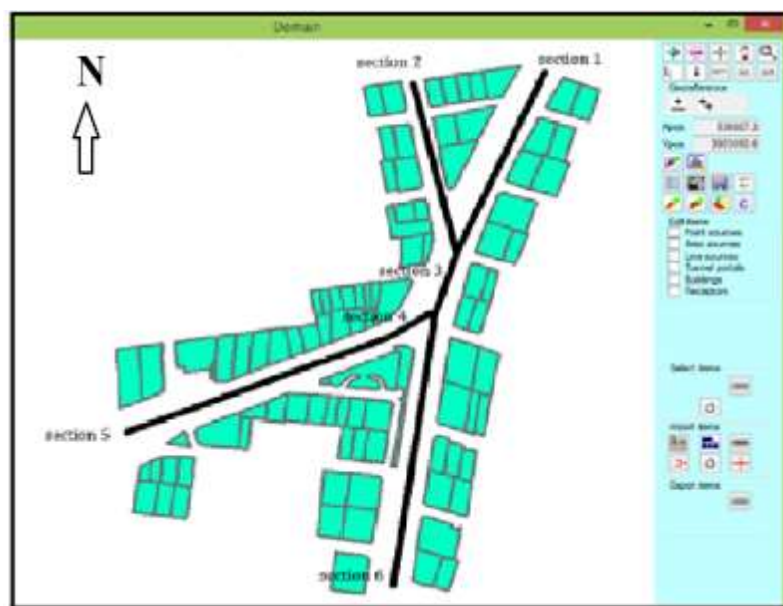 Domain
N
section 2
section 1
section 3
section 4
section 5
section 6
Georeference
Xpos
Ypos
Edit items
Point sources
Area sources
Line sources
Tunnel portals
Buildings
Receptors
Select items
Import items
Export items